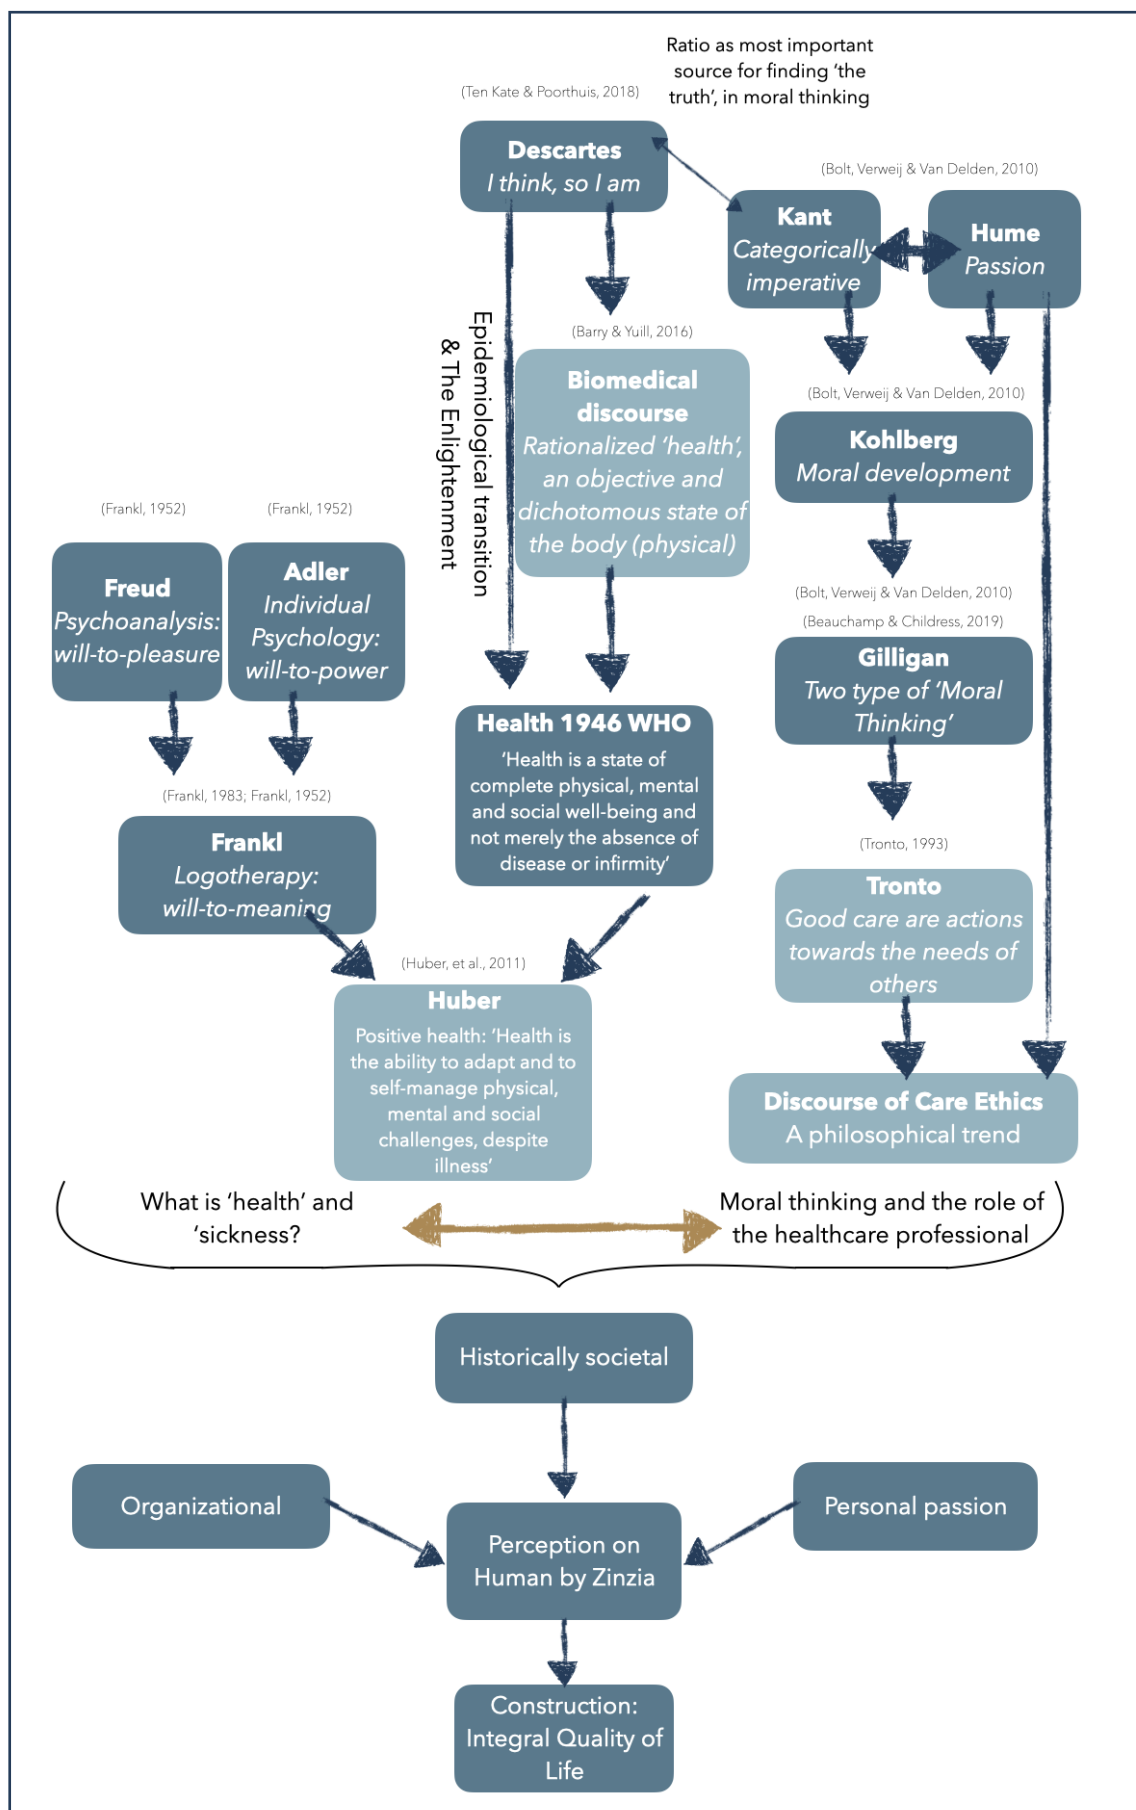 Ratio as most important
source for finding ‘the
truth’, in moral thinking
(Ten Kate & Poorthuis, 2018)
Descartes
I think, so I am
(Bolt, Verweij & Van Delden, 2010)
Kant
Categorically
imperative
Hume
Passion
Epidemiological transition
& The Enlightenment
(Barry & Yuill, 2016)
Biomedical
discourse
Rationalized ‘health’,
an objective and
dichotomous state of
the body (physical)
(Bolt, Verweij & Van Delden, 2010)
Kohlberg
Moral development
(Frankl, 1952)
Freud
Psychoanalysis:
will-to-pleasure
(Frankl, 1952)
Adler
Individual
Psychology:
will-to-power
(Bolt, Verweij & Van Delden, 2010)
(Beauchamp & Childress, 2019)
Gilligan
Two type of ‘Moral
Thinking’
Health 1946 WHO
‘Health is a state of
complete physical, mental
and social well-being and
not merely the absence of
disease or infirmity’
(Frankl, 1983; Frankl, 1952)
Frankl
Logotherapy:
will-to-meaning
(Tronto, 1993)
Tronto
Good care are actions
towards the needs of
others
(Huber, et al., 2011)
Huber
Positive health: ‘Health is
the ability to adapt and to
self-manage physical,
mental and social
challenges, despite
illness’
Discourse of Care Ethics
A philosophical trend
What is ‘health’ and
‘sickness?
Moral thinking and the role of
the healthcare professional
Historically societal
Organizational
Personal passion
Perception on
Human by Zinzia
Construction:
Integral Quality of
Life